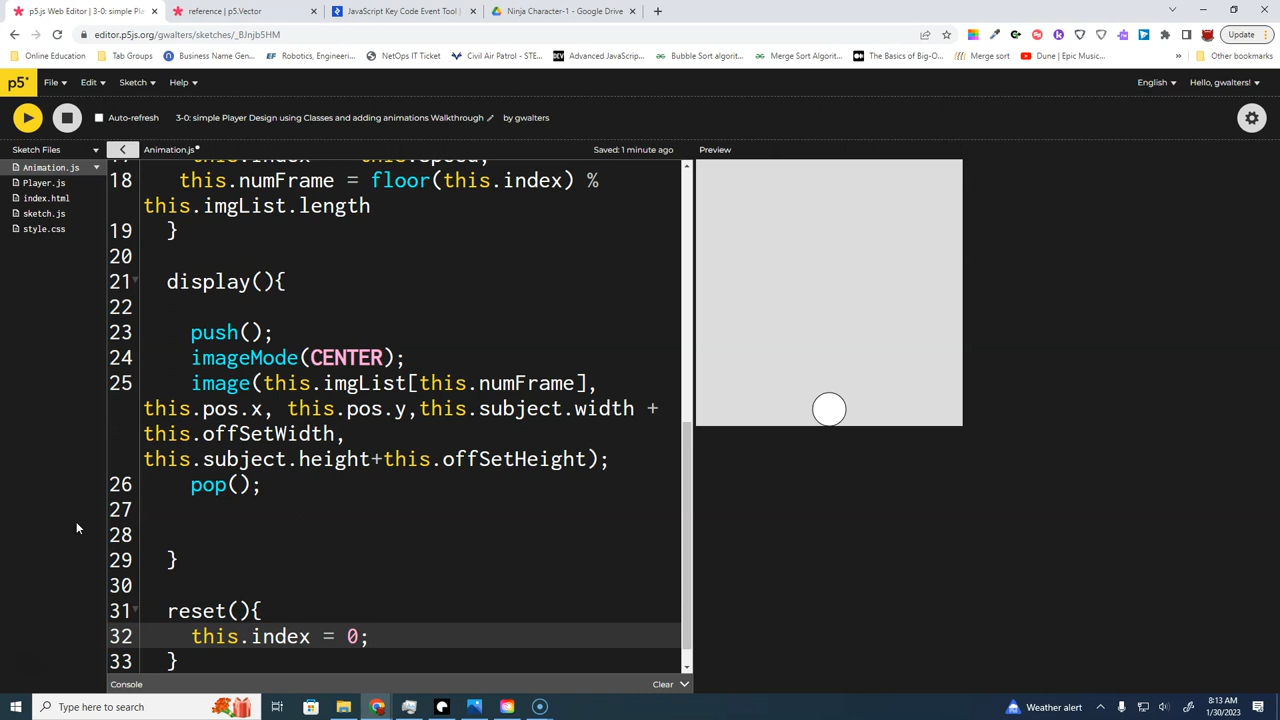 p5.js Web Editor | 3-0: simple Pla
reference | p5.Vector
JavaScript Key Code Event Tool |
Ninja Character-1 - Google Drive
editor.p5js.org/gwalters/sketches/_BJnjb5HM
Update
Online Education
Tab Groups
Business Name Gen...
Robotics, Engineeri...
NetOps IT Ticket
Civil Air Patrol - STE...
Advanced JavaScrip...
Bubble Sort algorit...
Merge Sort Algorit...
The Basics of Big-O...
Merge sort
Dune | Epic Music...
»
Other bookmarks
p5*
File
Edit
Sketch
Help
English
Hello, gwalters!
Auto-refresh
3-0: simple Player Design using Classes and adding animations Walkthrough
by gwalters
Sketch Files
Animation.js
Saved: 1 minute ago
Preview
Animation.js
Player.js
index.html
sketch.js
style.css
18 this.numFrame = floor(this.index) %
this.imgList.length
19 }
20
21 display(){
22
23 push();
24 imageMode(CENTER);
25 image(this.imgList[this.numFrame],
this.pos.x, this.pos.y,this.subject.width +
this.offSetWidth,
this.subject.height+this.offSetHeight);
26 pop();
27
28
29 }
30
31 reset(){
32 this.index = 0;
33 }
Console
Clear
Type here to search
Weather alert
8:13 AM
1/30/2023